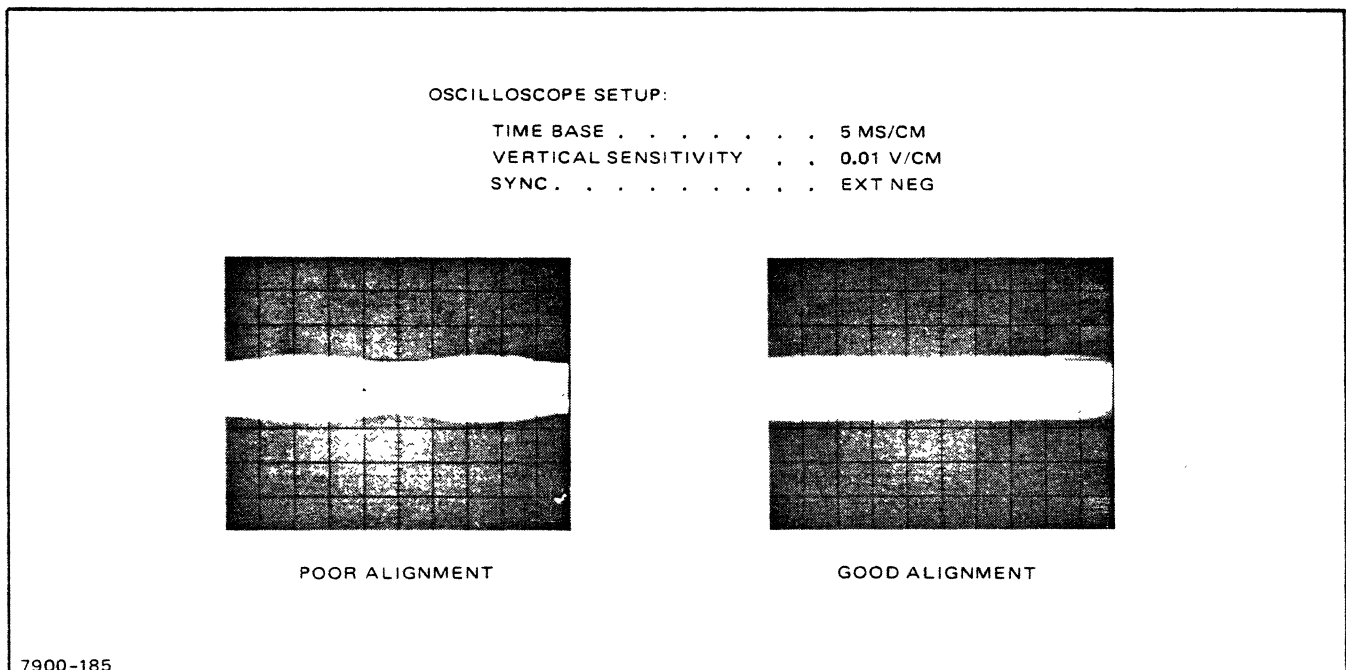 OSCILLOSCOPE SETUP:
TIME BASE . . . . . . . 5 MS/CM
VERTICAL SENSITIVITY . . 0.01 V/CM
SYNC . . . . . . . . . EXT NEG
POOR ALIGNMENT
GOOD ALIGNMENT
7900-185